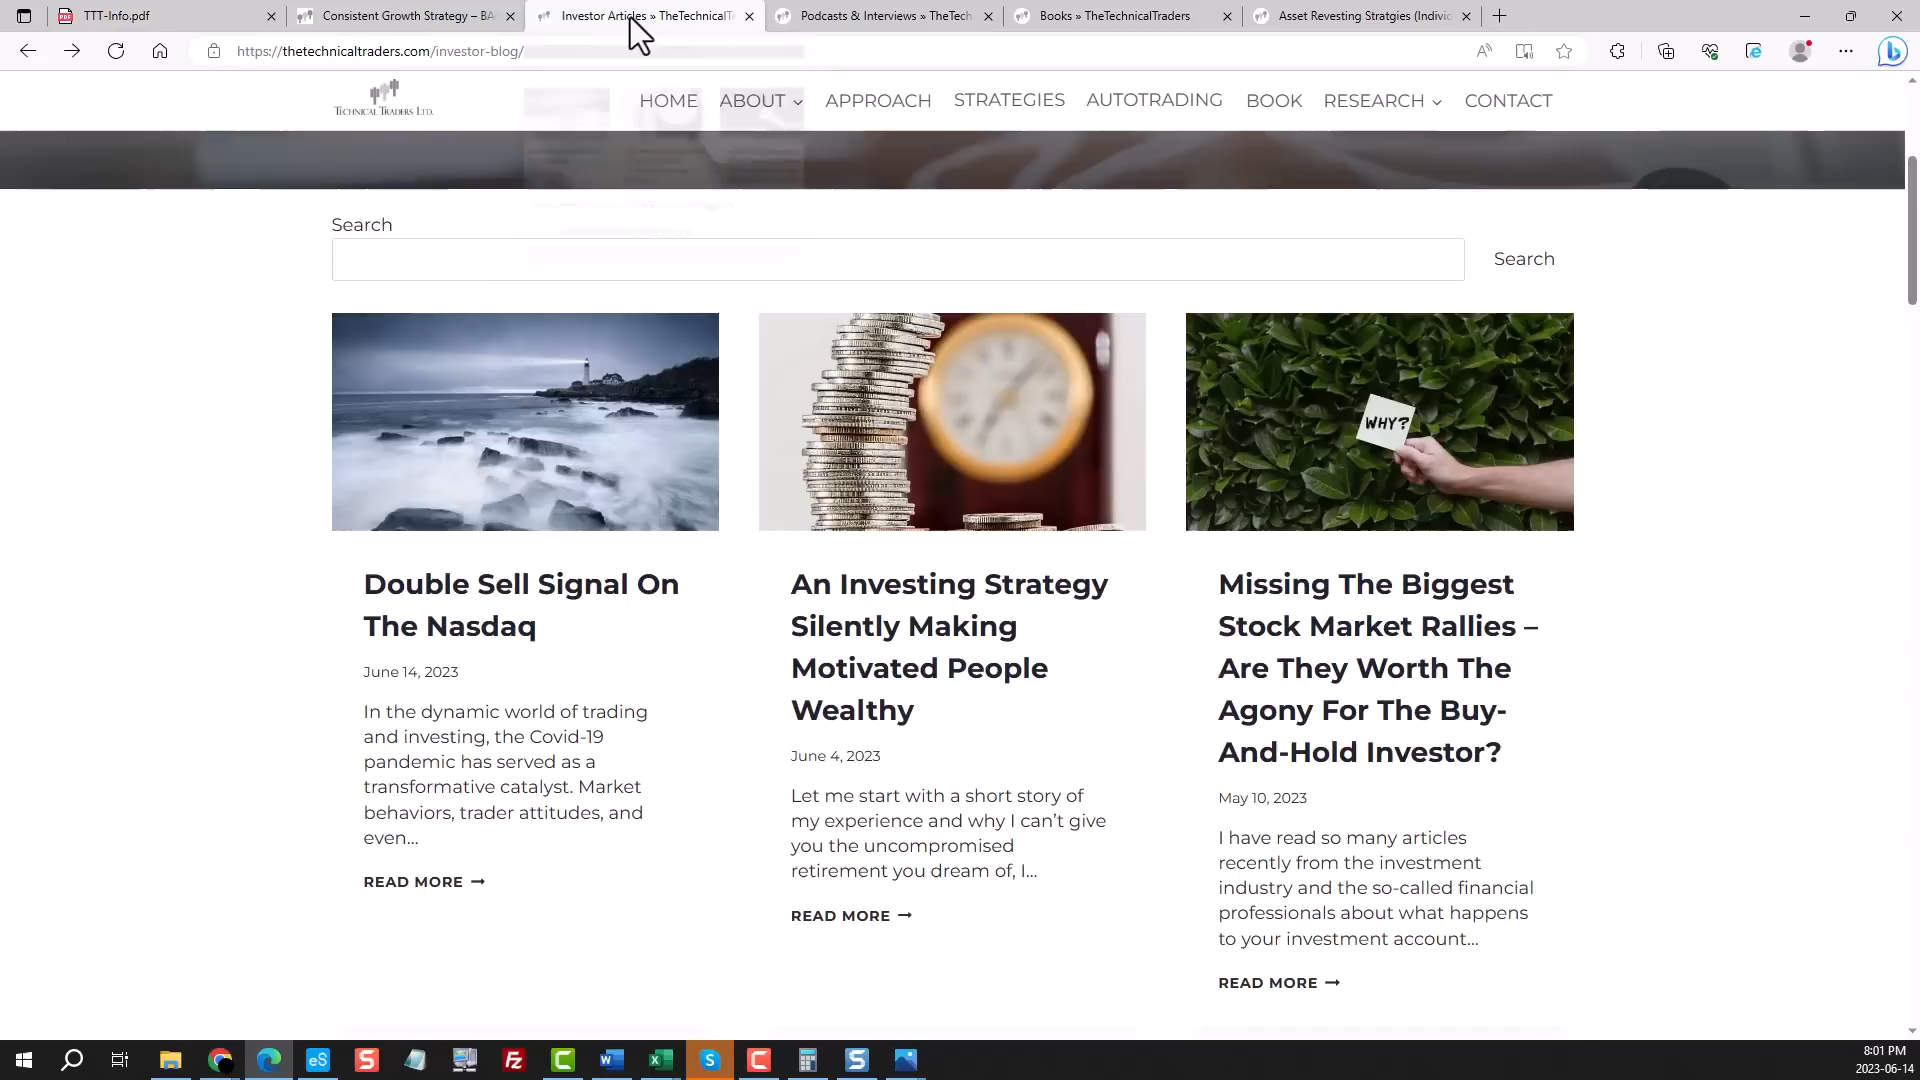 TTT-Info.pdf
Consistent Growth Strategy – BA
Investor Articles » TheTechnicalT
Podcasts & Interviews » TheTech
Books » TheTechnicalTraders
Asset Revesting Stratgies (Indivi
https://thetechnicaltraders.com/investor-blog/
TECHNICAL TRADERS LTD.
HOME ABOUT APPROACH STRATEGIES AUTOTRADING BOOK RESEARCH CONTACT
Search
Search
WHY?
Double Sell Signal On
The Nasdaq
June 14, 2023
In the dynamic world of trading
and investing, the Covid-19
pandemic has served as a
transformative catalyst. Market
behaviors, trader attitudes, and
even...
READ MORE →
An Investing Strategy
Silently Making
Motivated People
Wealthy
June 4, 2023
Let me start with a short story of
my experience and why I can’t give
you the uncompromised
retirement you dream of, I...
READ MORE →
Missing The Biggest
Stock Market Rallies –
Are They Worth The
Agony For The Buy-
And-Hold Investor?
May 10, 2023
I have read so many articles
recently from the investment
industry and the so-called financial
professionals about what happens
to your investment account...
READ MORE →
8:01 PM
2023-06-14